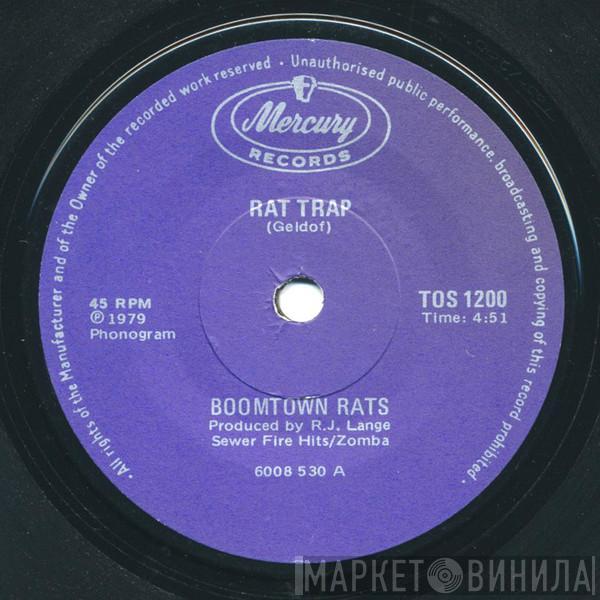 · All rights of the Manufacturer and of the Owner of the recorded work reserved · Unauthorised public performance, broadcasting and copying of this record prohibited ·
Mercury
RECORDS
RAT TRAP
(Geldof)
45 RPM
Ⓟ 1979
Phonogram
TOS 1200
Time: 4:51
BOOMTOWN RATS
Produced by R.J. Lange
Sewer Fire Hits/Zomba
6008 530 A
МАРКЕТ ВИНИЛА